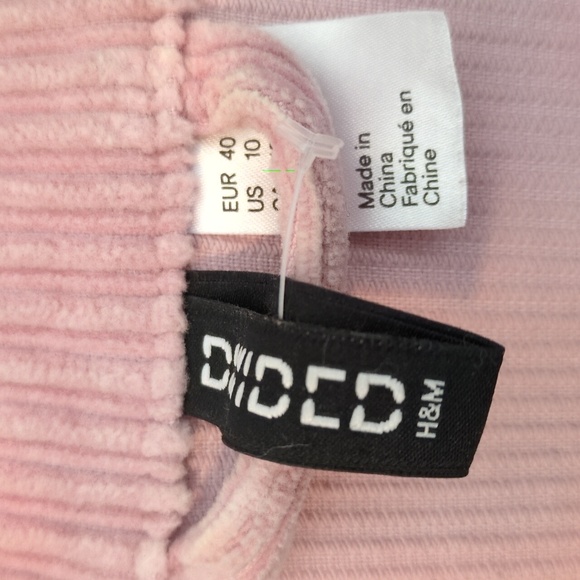 EUR 40
US 10
Made in
China
Fabriqué en
Chine
DIVIDED
H&M